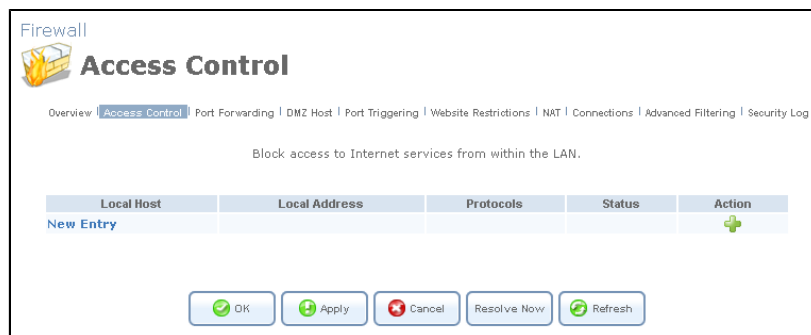 Firewall
Access Control
Overview | Access Control | Port Forwarding | DMZ Host | Port Triggering | Website Restrictions | NAT | Connections | Advanced Filtering | Security Log
Block access to Internet services from within the LAN.
Local Host Local Address Protocols Status Action
New Entry
OK Apply Cancel Resolve Now Refresh